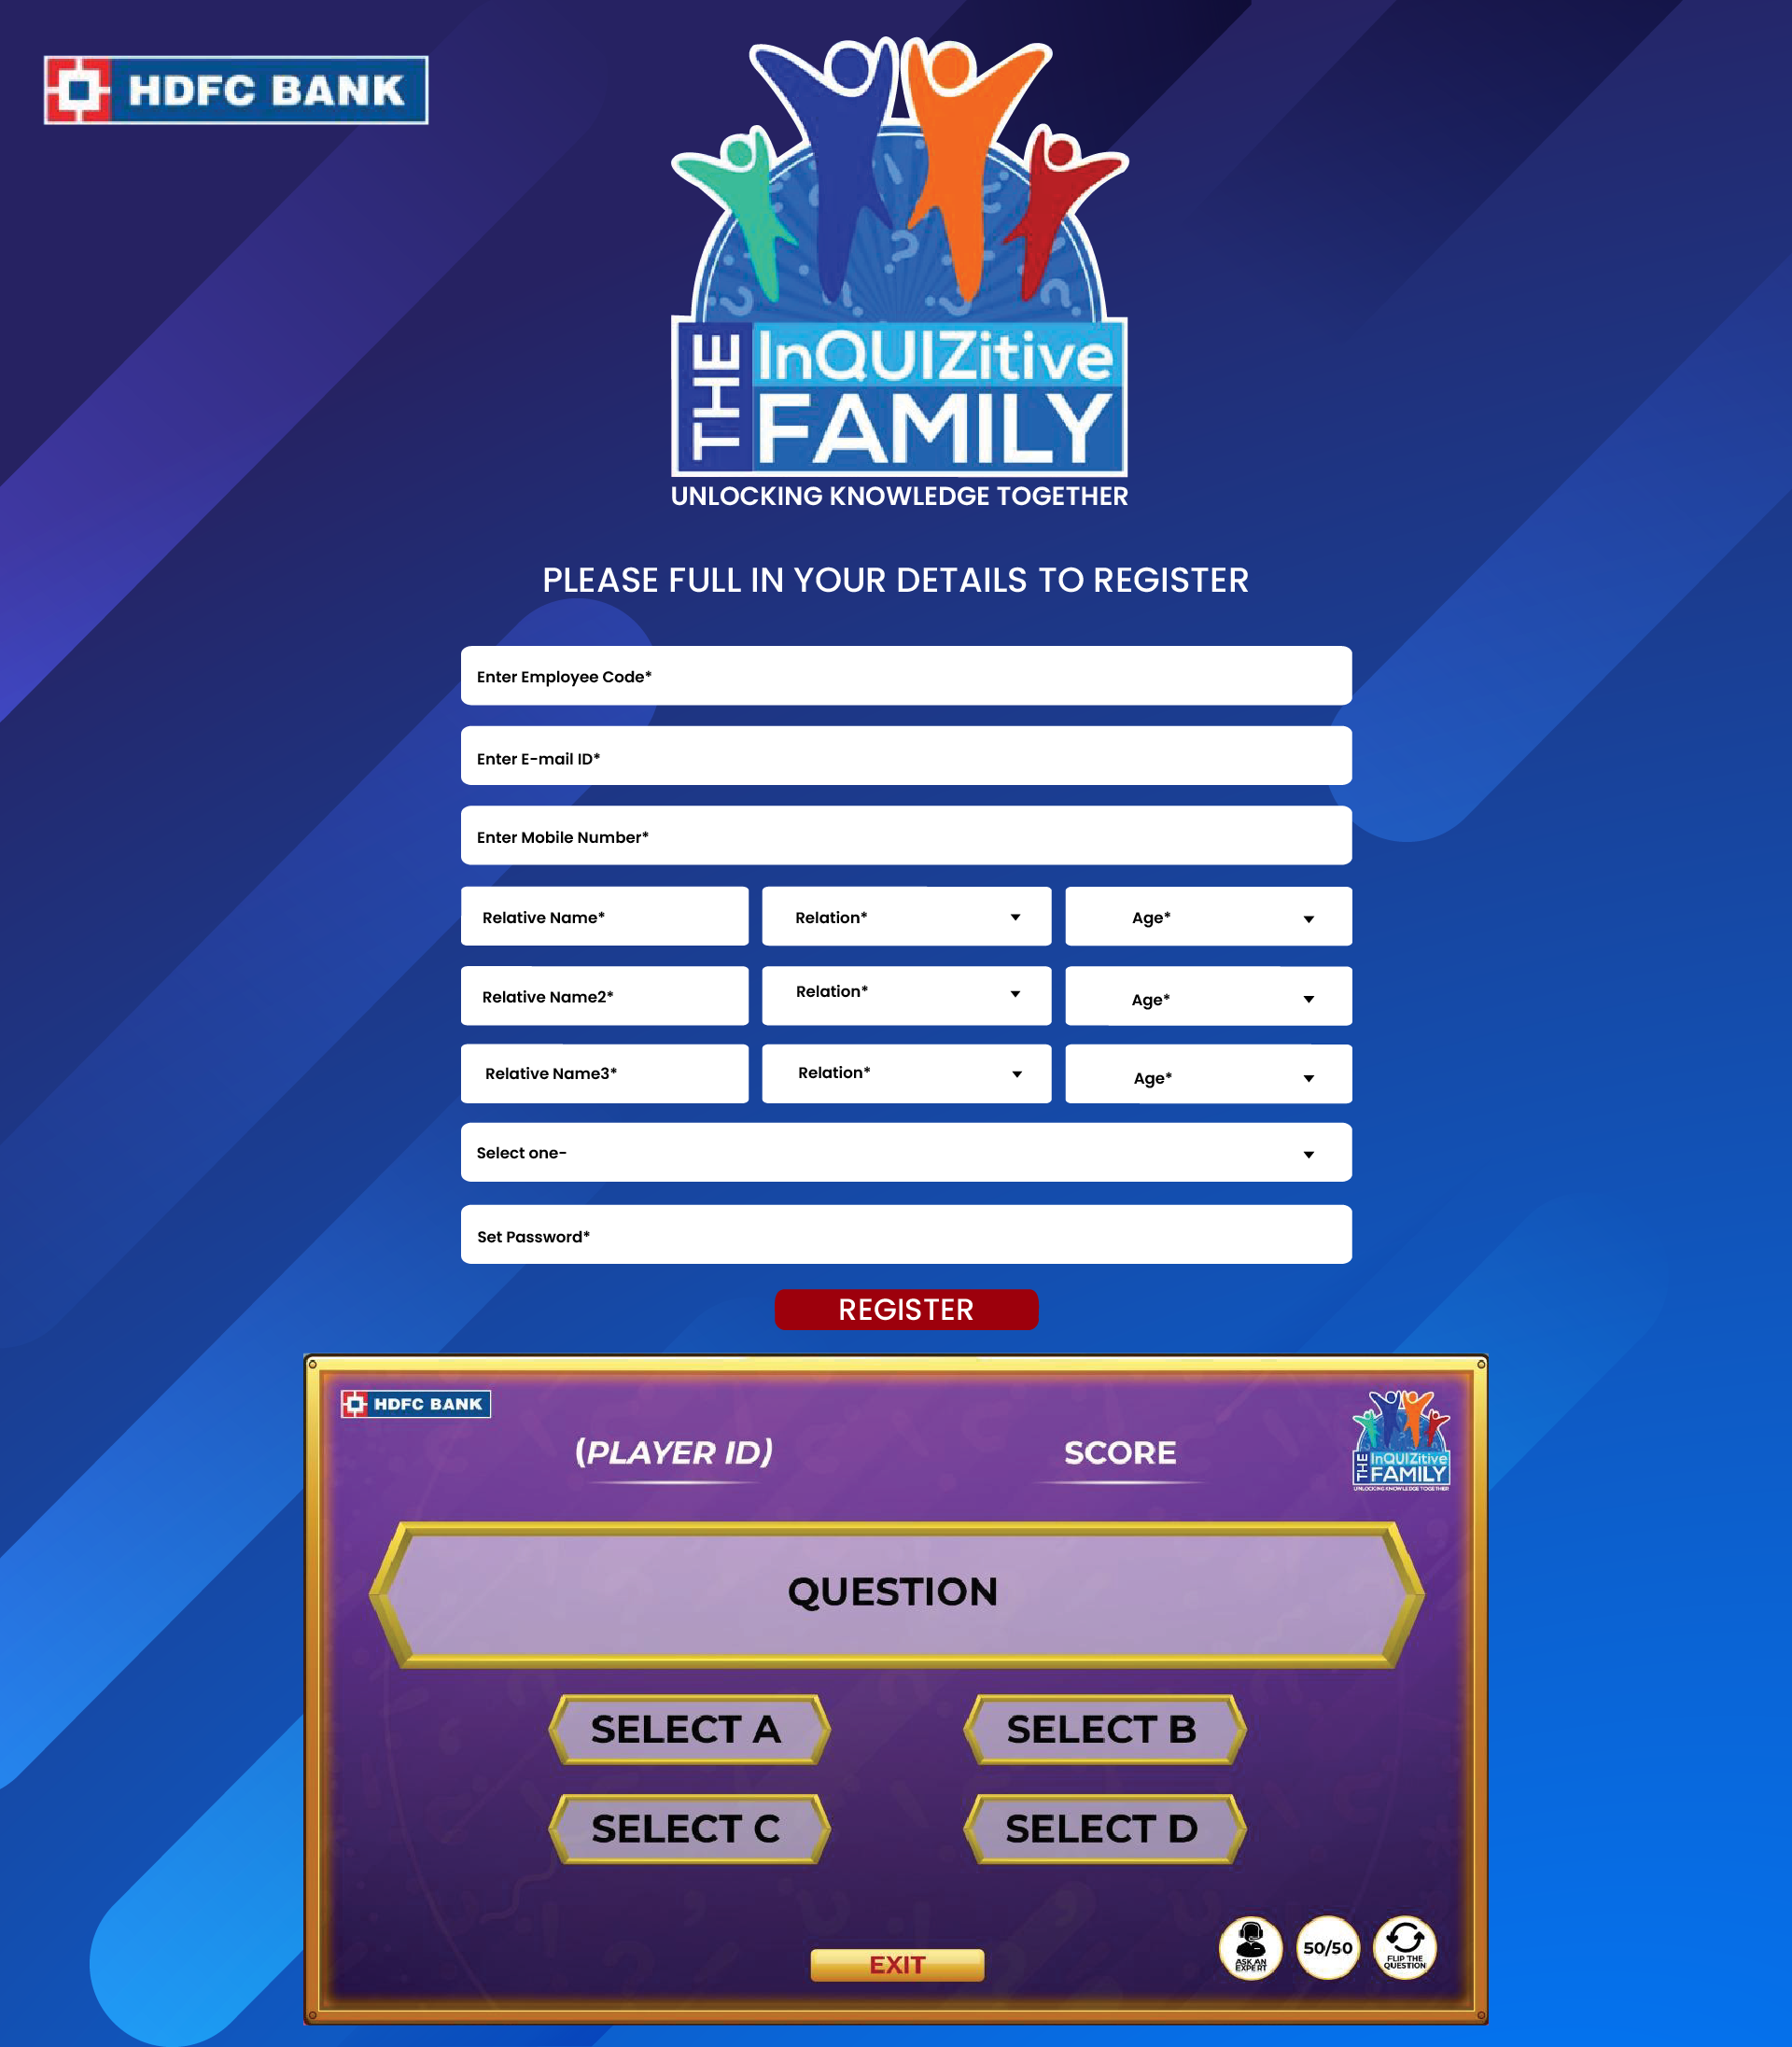 HDFC BANK
THE
InQUIZitive
FAMILY
UNLOCKING KNOWLEDGE TOGETHER
PLEASE FULL IN YOUR DETAILS TO REGISTER
Enter Employee Code*
Enter E-mail ID*
Enter Mobile Number*
Relative Name* Relation* Age*
Relative Name2* Relation* Age*
Relative Name3* Relation* Age*
Select one-
Set Password*
REGISTER
HDFC BANK
(PLAYER ID) SCORE
THE
InQUIZitive
FAMILY
UNLOCKING KNOWLEDGE TOGETHER
QUESTION
SELECT A SELECT B
SELECT C SELECT D
EXIT
ASK AN
EXPERT
50/50
FLIP THE
QUESTION